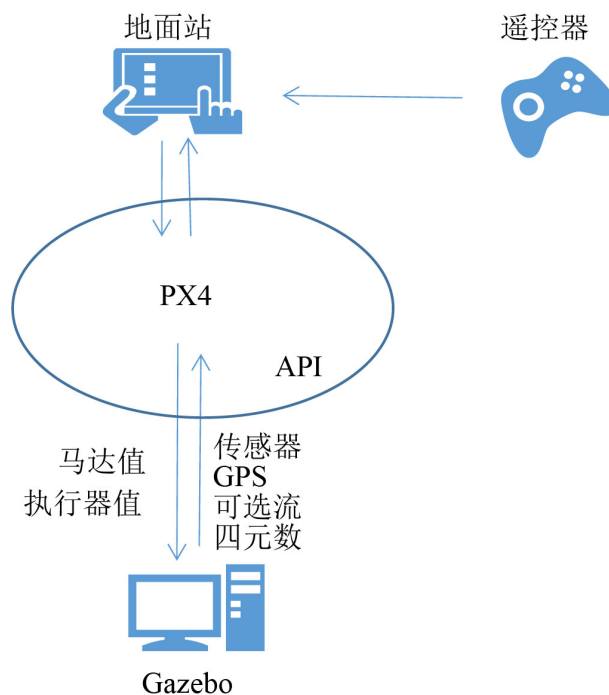 地面站
遥控器
PX4
API
马达值
执行器值
传感器
GPS
可选流
四元数
Gazebo